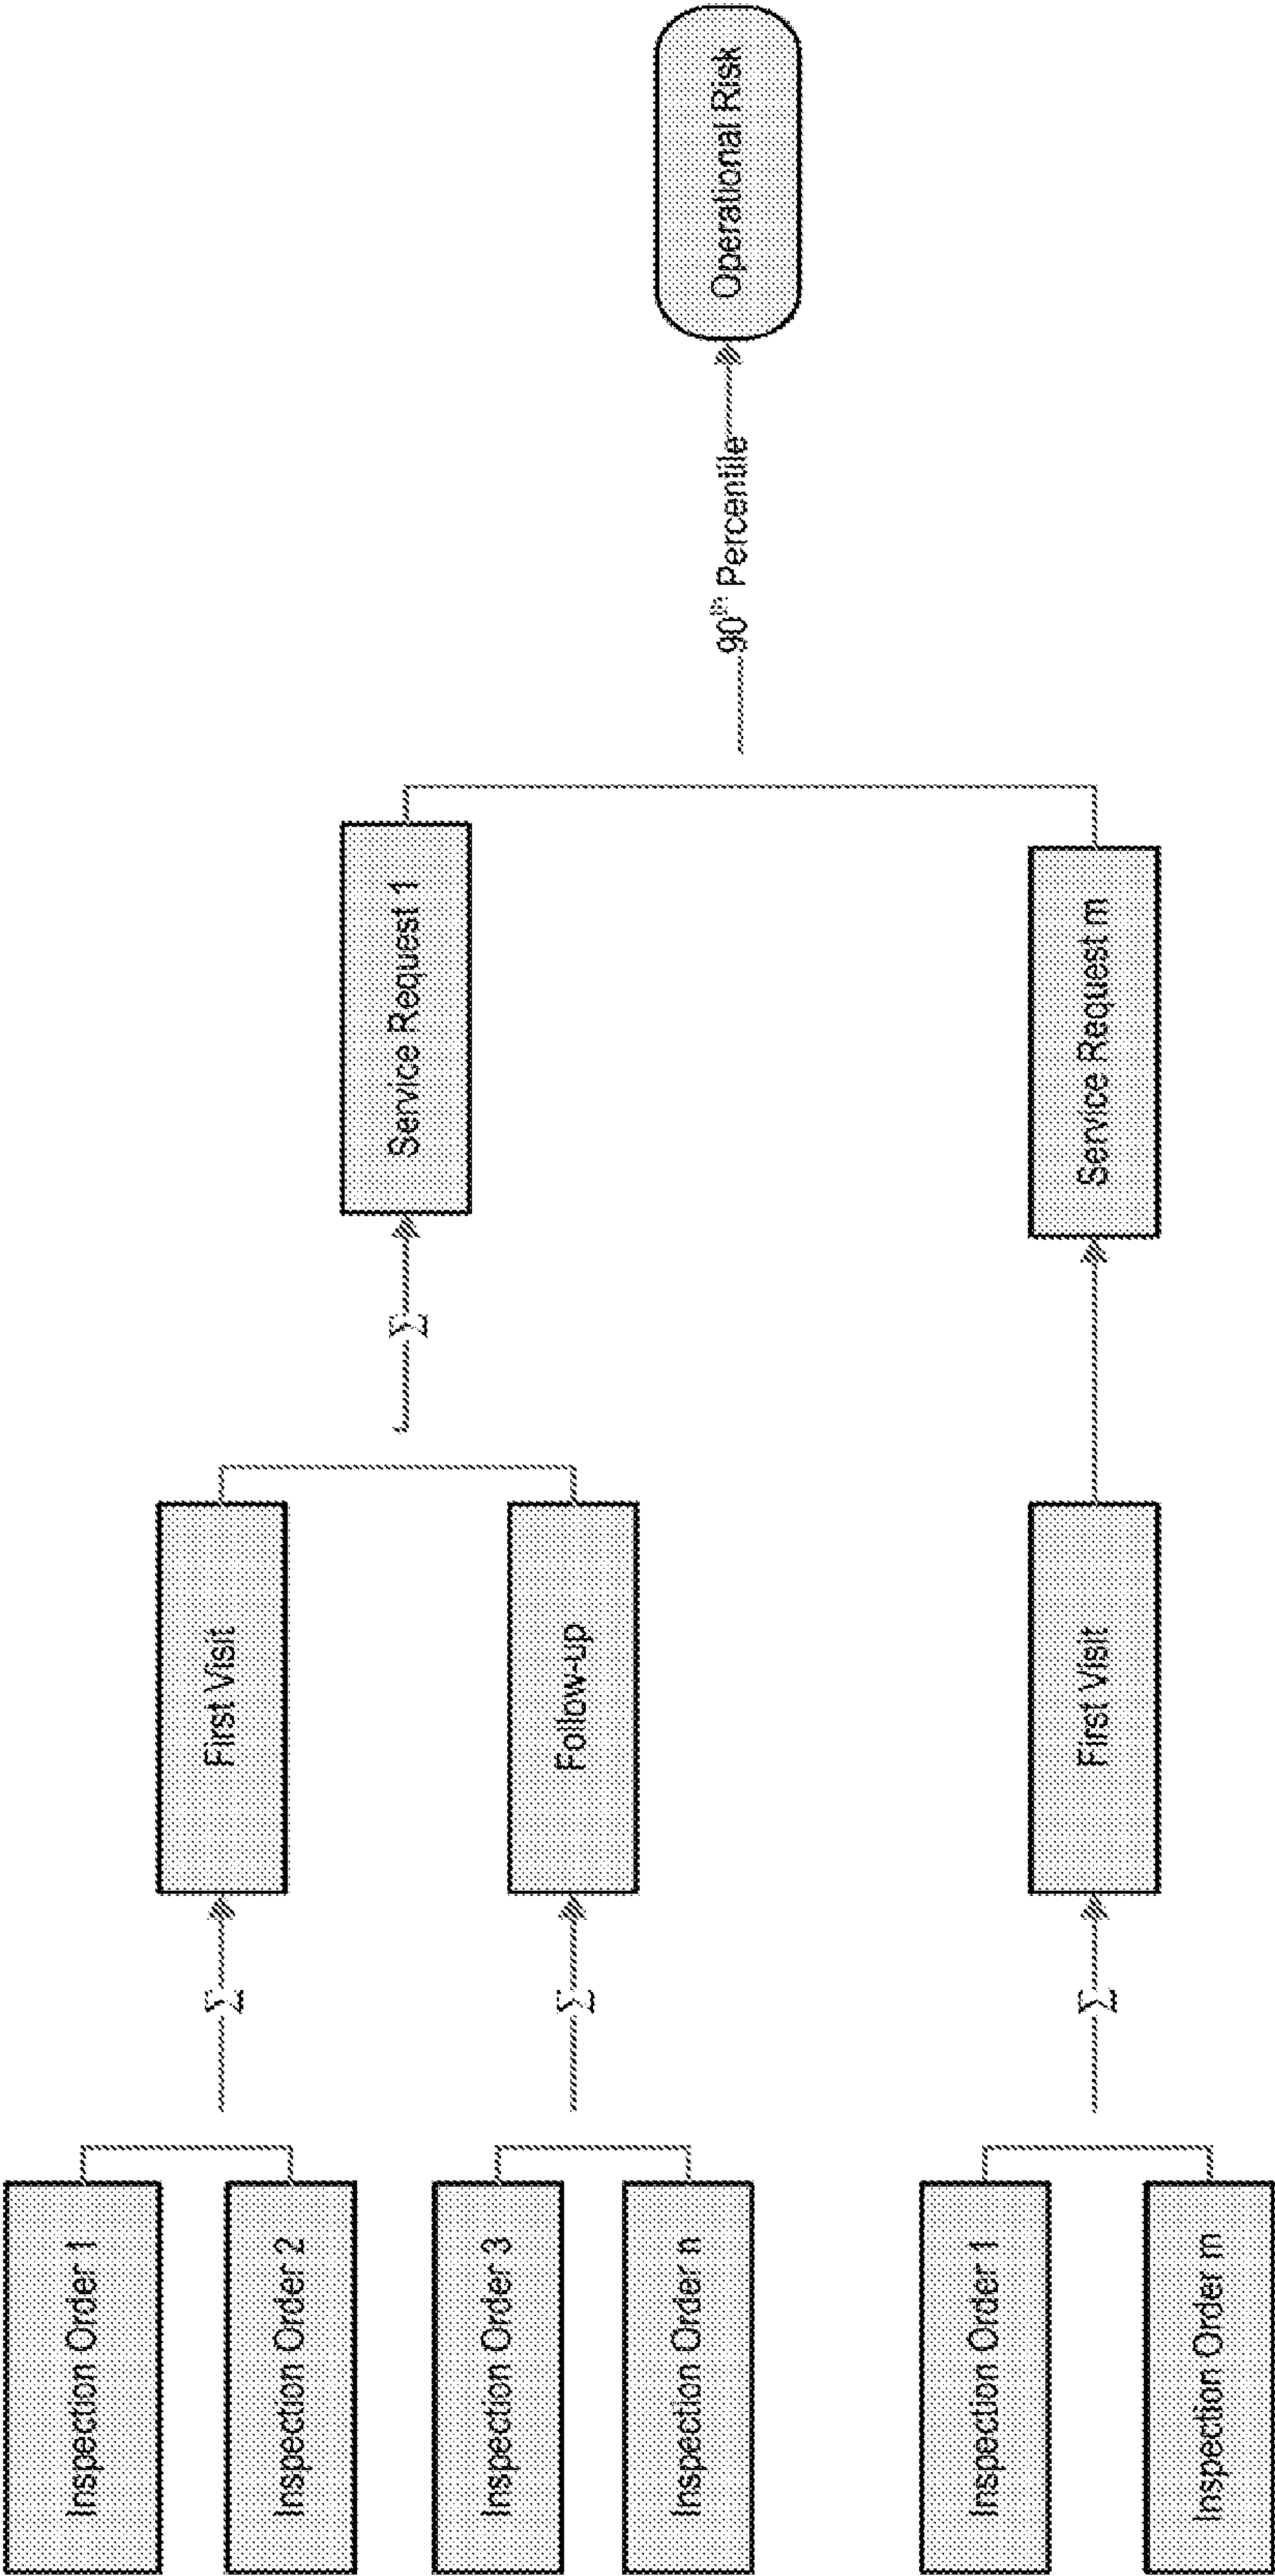 Inspection Order 1
Inspection Order 2
Inspection Order 3
Inspection Order n
Inspection Order 1
Inspection Order m
Σ
Σ
Σ
First Visit
Follow-up
First Visit
Σ
Service Request 1
Service Request m
90th Percentile
Operational Risk